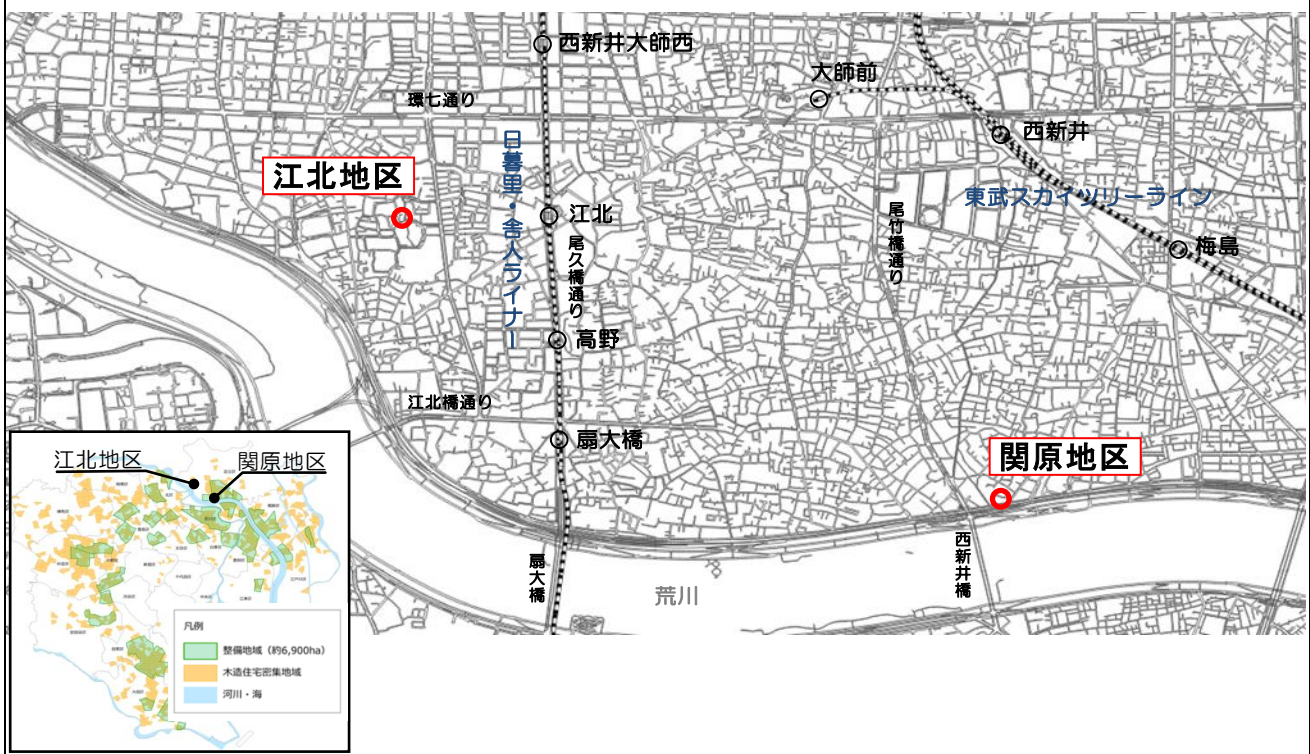 西新井大師西
大師前
環七通り
西新井
日暮里・舎人ライナー
江北地区
東武スカイツリーライン
江北
尾竹橋通り
尾久橋通り
梅島
高野
江北橋通り
扇大橋
関原地区
扇大橋
荒川
西新井橋
江北地区
関原地区
凡例
整備地域（約6,900ha）
木造住宅密集地域
河川・海